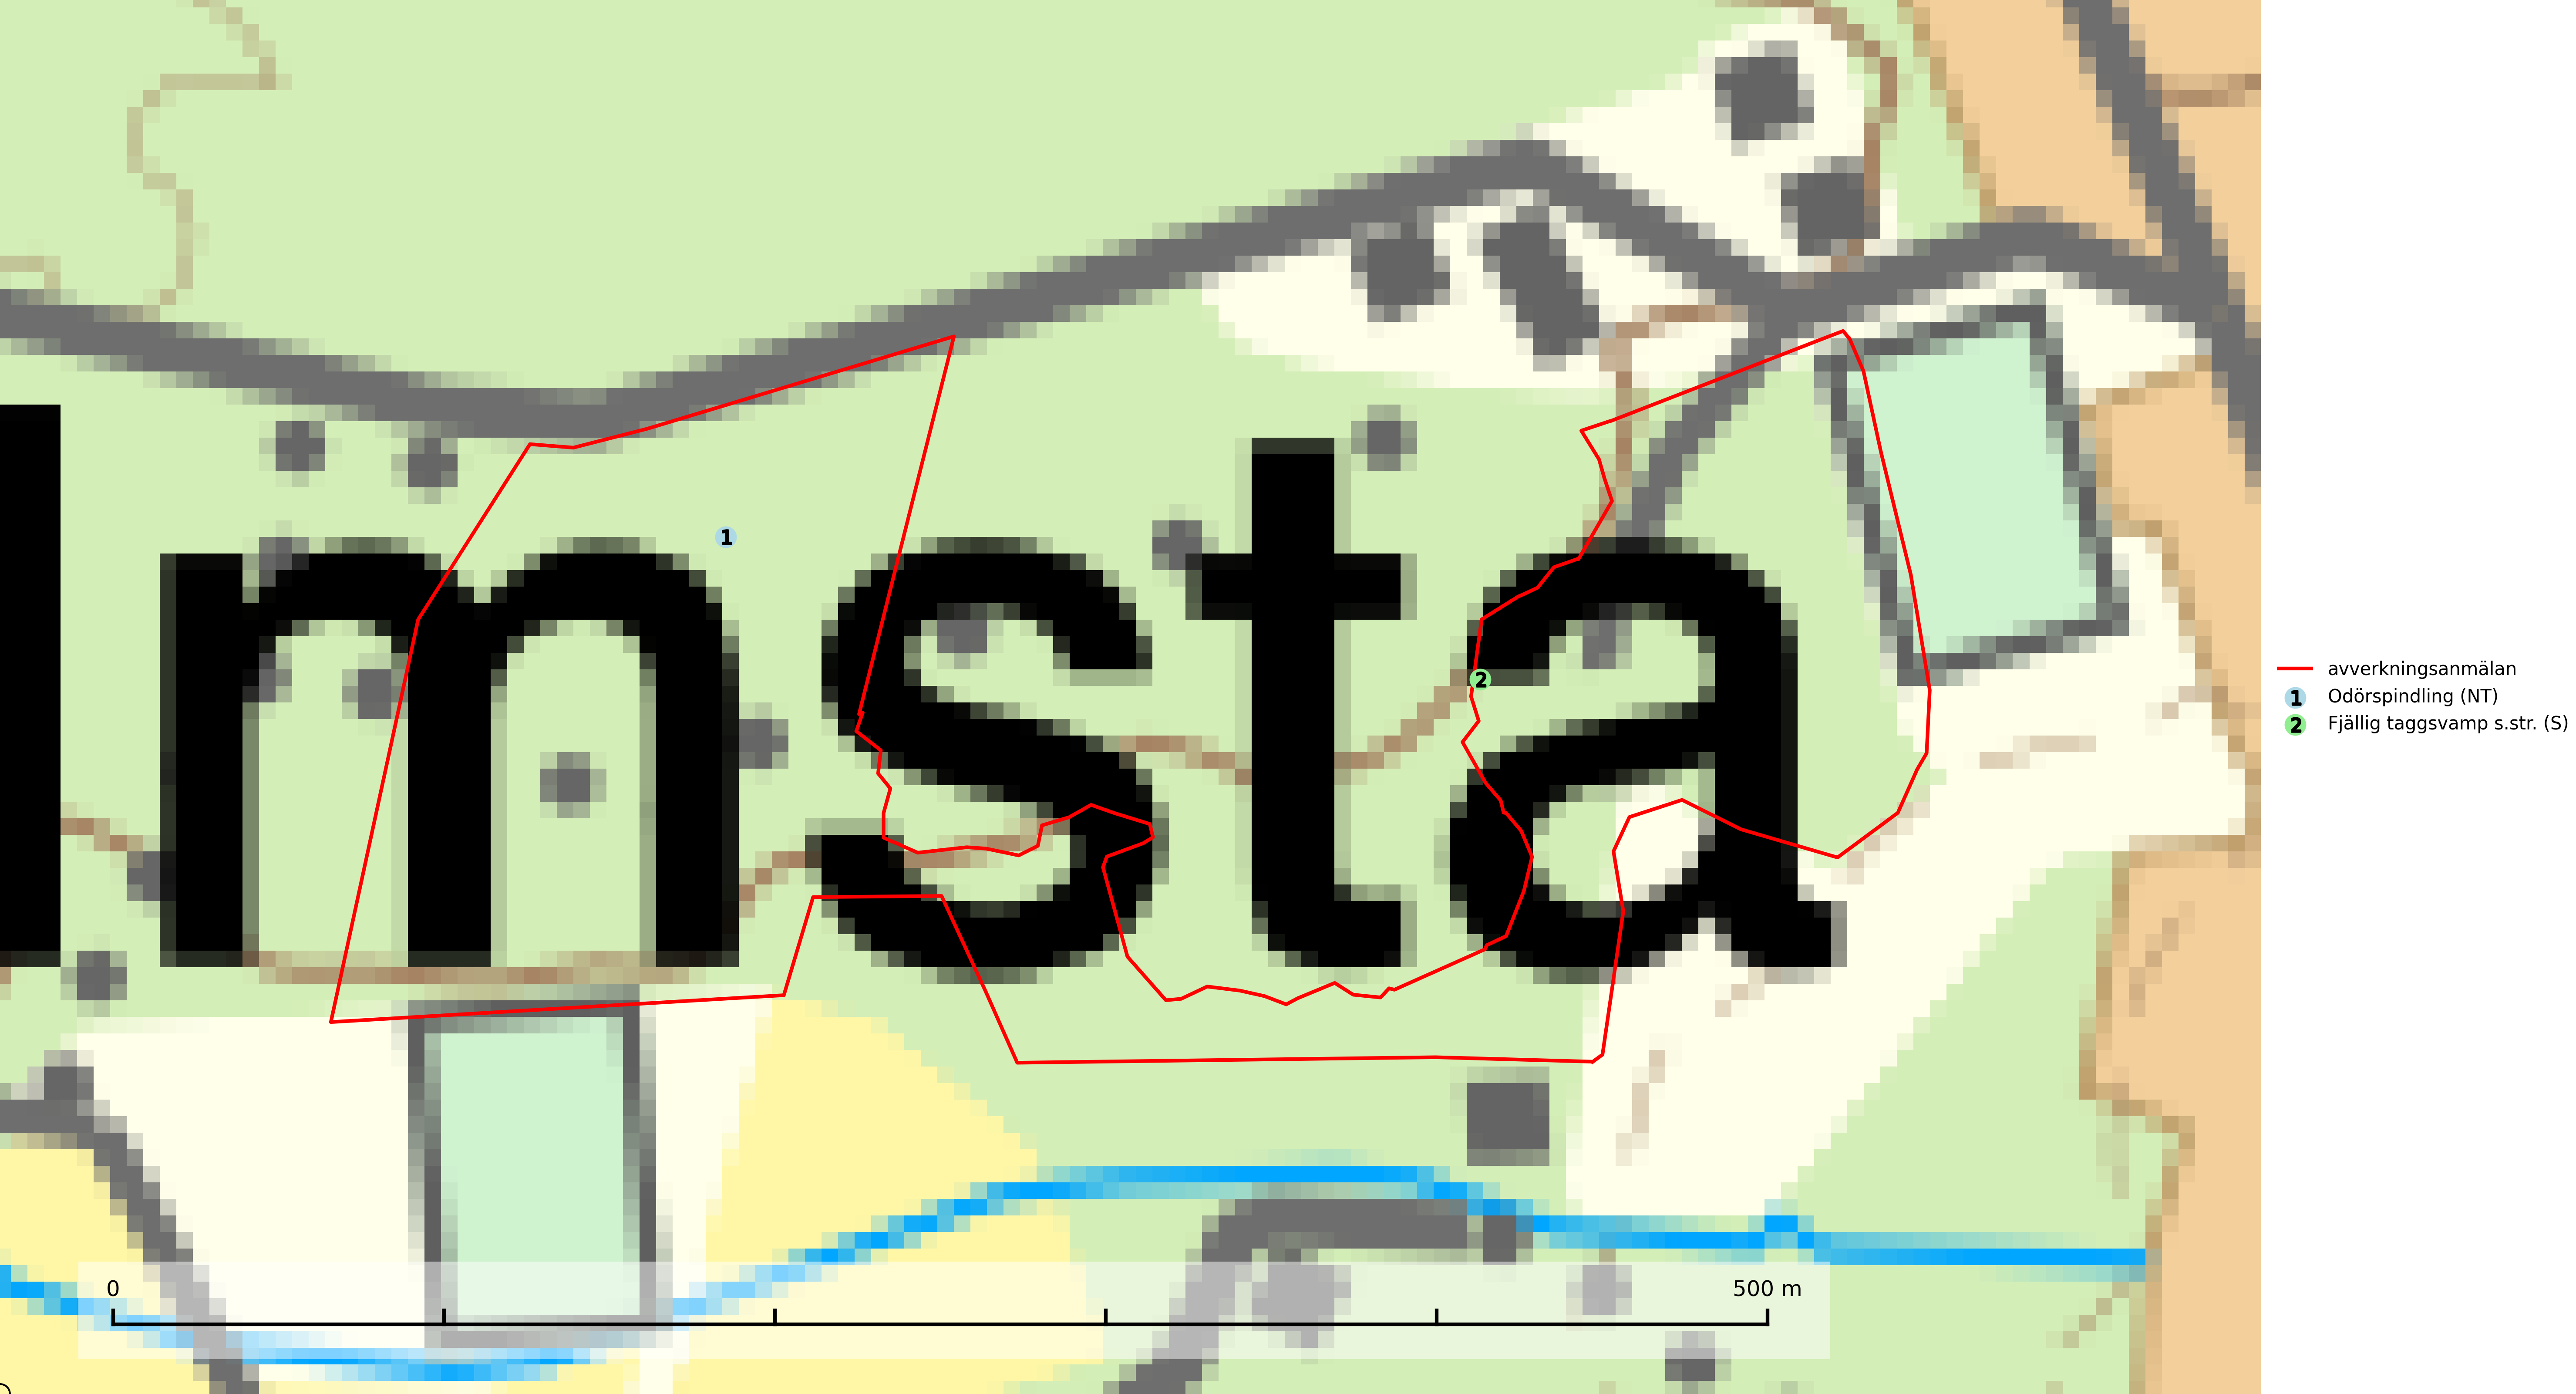 lmsta
1
2
avverkningsanmälan
1 Odörspindling (NT)
2 Fjällig taggsvamp s.str. (S)
0 500 m